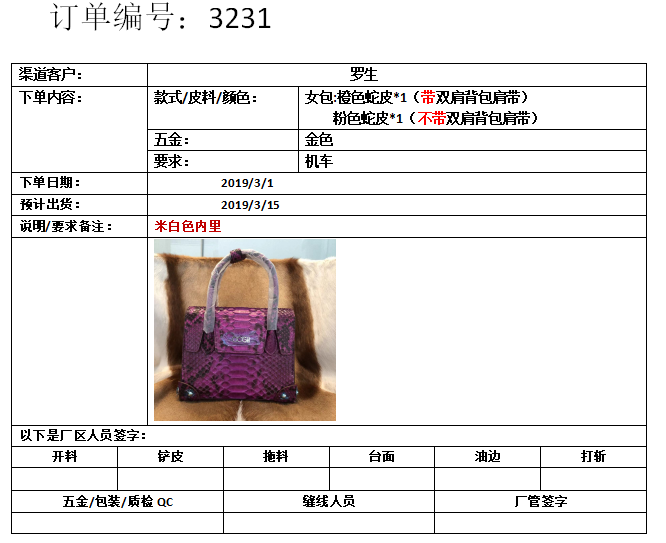 订单编号：3231
渠道客户： 罗生
下单内容： 款式/皮料/颜色： 女包:橙色蛇皮*1（带双肩背包肩带）
粉色蛇皮*1（不带双肩背包肩带）
五金： 金色
要求： 机车
下单日期： 2019/3/1
预计出货： 2019/3/15
说明/要求备注： 米白色内里
以下是厂区人员签字：
开料 铲皮 拖料 台面 油边 打斩
五金/包装/质检 QC 缝线人员 厂管签字